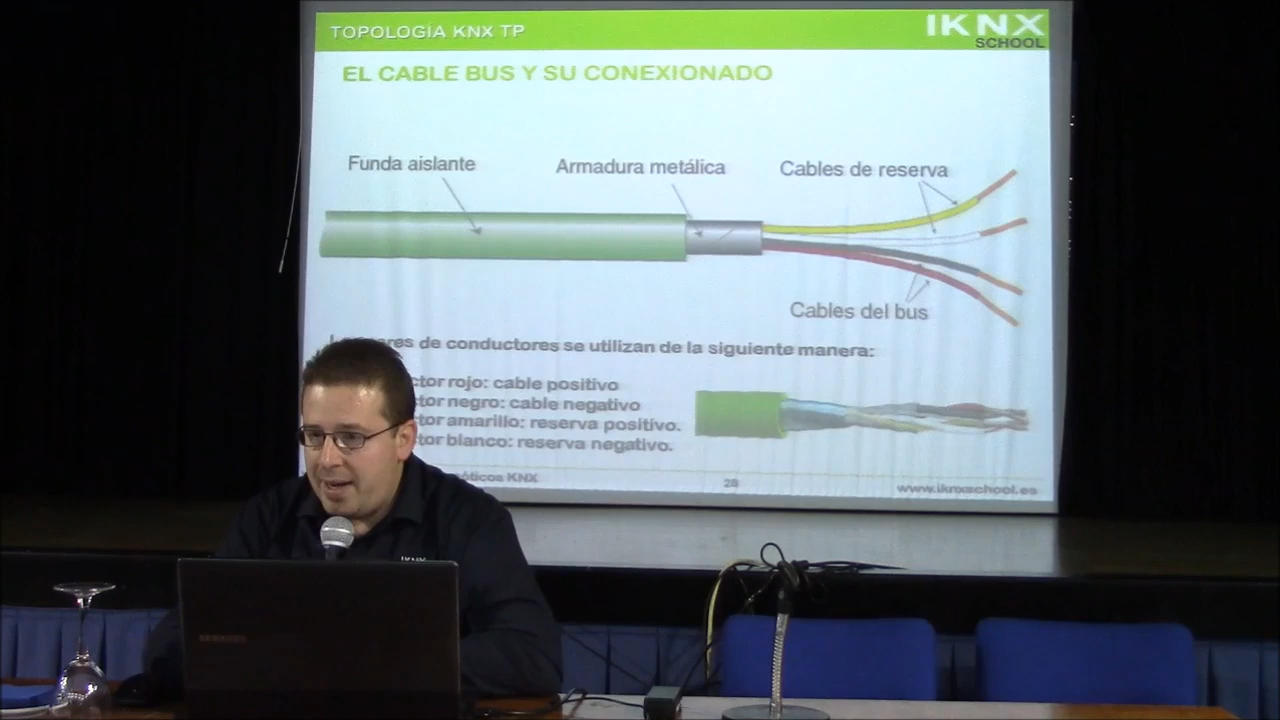 TOPOLOGÍA KNX TP
IKNX
SCHOOL
EL CABLE BUS Y SU CONEXIONADO
Funda aislante
Armadura metálica
Cables de reserva
Cables del bus
de conductores se utilizan de la siguiente manera:
rojo: cable positivo
negro: cable negativo
amarillo: reserva positivo.
blanco: reserva negativo.
KNX
28
www.iknxschool.es
IKNX
SAMSUNG